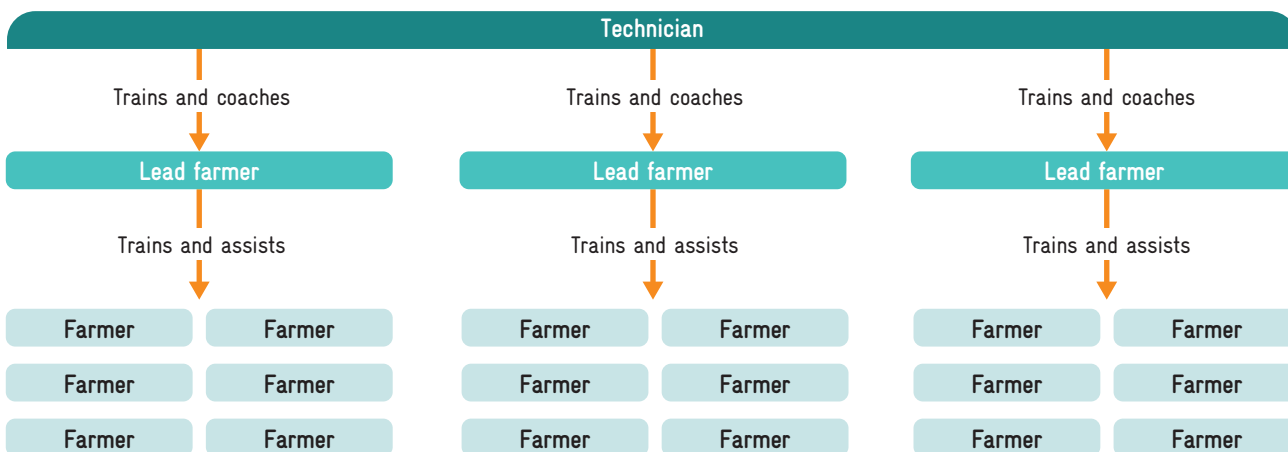 Technician
Trains and coaches Trains and coaches Trains and coaches
Lead farmer Lead farmer Lead farmer
Trains and assists Trains and assists Trains and assists
Farmer Farmer Farmer Farmer Farmer Farmer
Farmer Farmer Farmer Farmer Farmer Farmer
Farmer Farmer Farmer Farmer Farmer Farmer